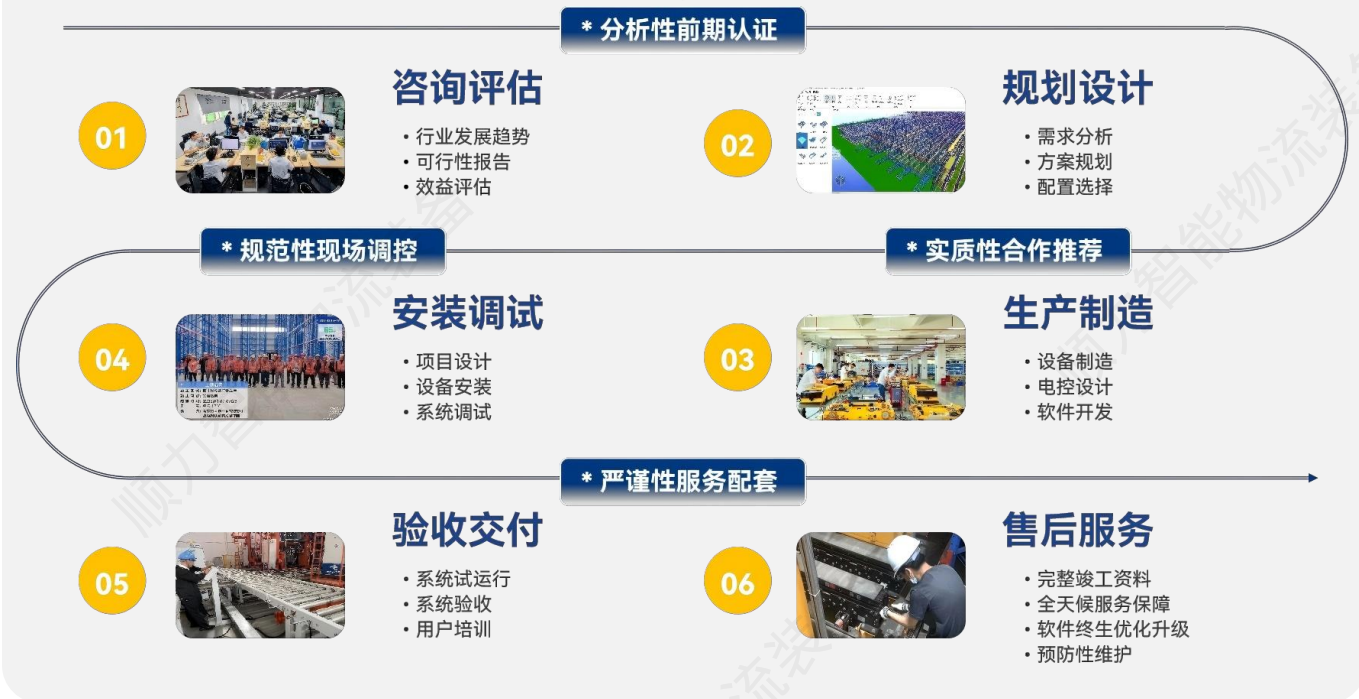 * 分析性前期认证
01
咨询评估
· 行业发展趋势
· 可行性报告
· 效益评估
02
规划设计
· 需求分析
· 方案规划
· 配置选择
* 规范性现场调控
* 实质性合作推荐
04
安装调试
· 项目设计
· 设备安装
· 系统调试
03
生产制造
· 设备制造
· 电控设计
· 软件开发
* 严谨性服务配套
05
验收交付
· 系统试运行
· 系统验收
· 用户培训
06
售后服务
· 完整竣工资料
· 全天候服务保障
· 软件终生优化升级
· 预防性维护